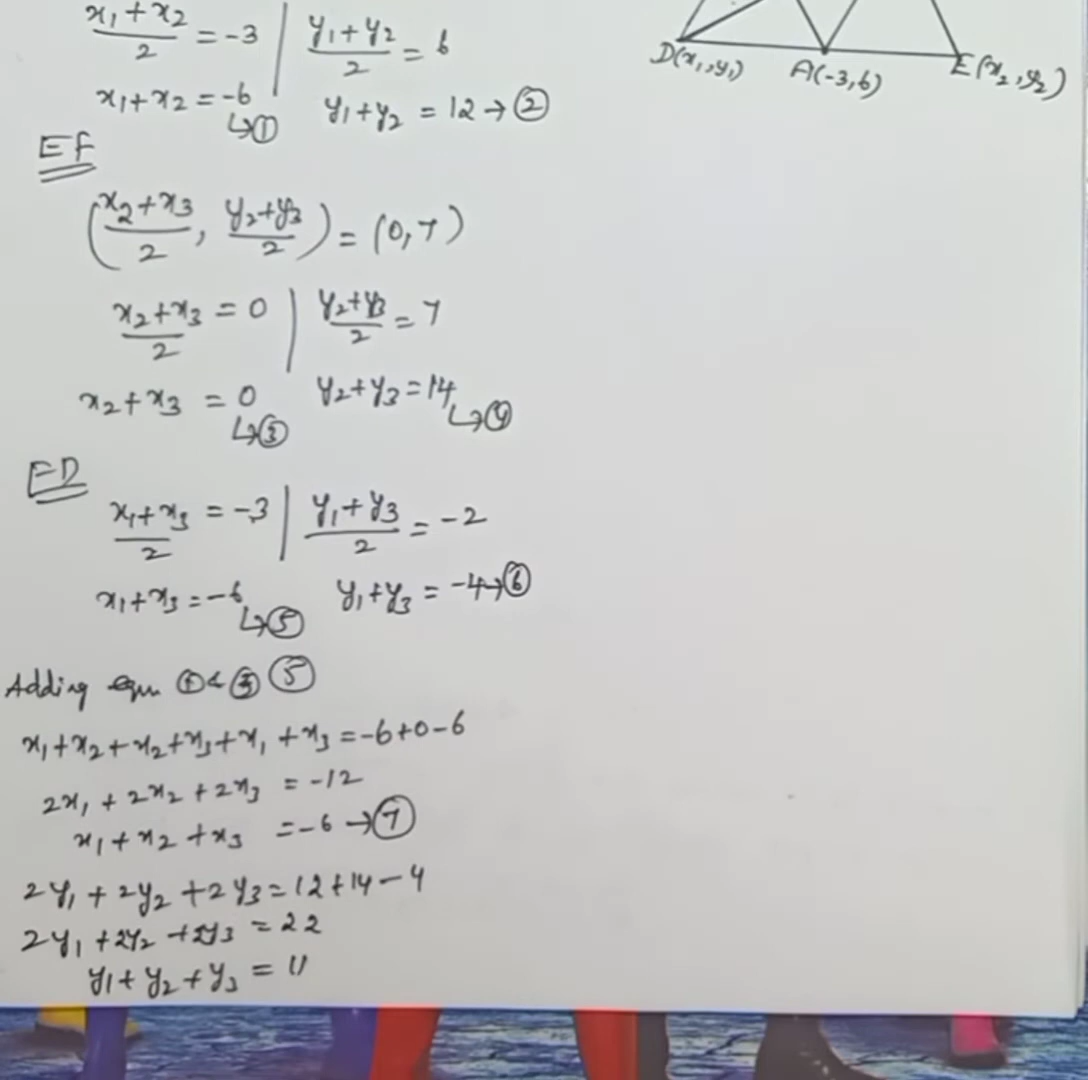 (x₁+x₂)/2 = -3 | (y₁+y₂)/2 = 6
x₁+x₂ = -6 ↳① y₁+y₂ = 12 → ②
D(x₁,y₁) A(-3,6) E(x₂,y₂)
EF
((x₂+x₃)/2, (y₂+y₃)/2) = (0,7)
(x₂+x₃)/2 = 0 | (y₂+y₃)/2 = 7
x₂+x₃ = 0 ↳③ y₂+y₃ = 14 ↳④
FD
(x₁+x₃)/2 = -3 | (y₁+y₃)/2 = -2
x₁+x₃ = -6 ↳⑤ y₁+y₃ = -4 → ⑥
Adding equ ① & ③ ⑤
x₁+x₂+x₂+x₃+x₁+x₃ = -6+0-6
2x₁+2x₂+2x₃ = -12
x₁+x₂+x₃ = -6 → ⑦
2y₁+2y₂+2y₃ = 12+14-4
2y₁+2y₂+2y₃ = 22
y₁+y₂+y₃ = 11